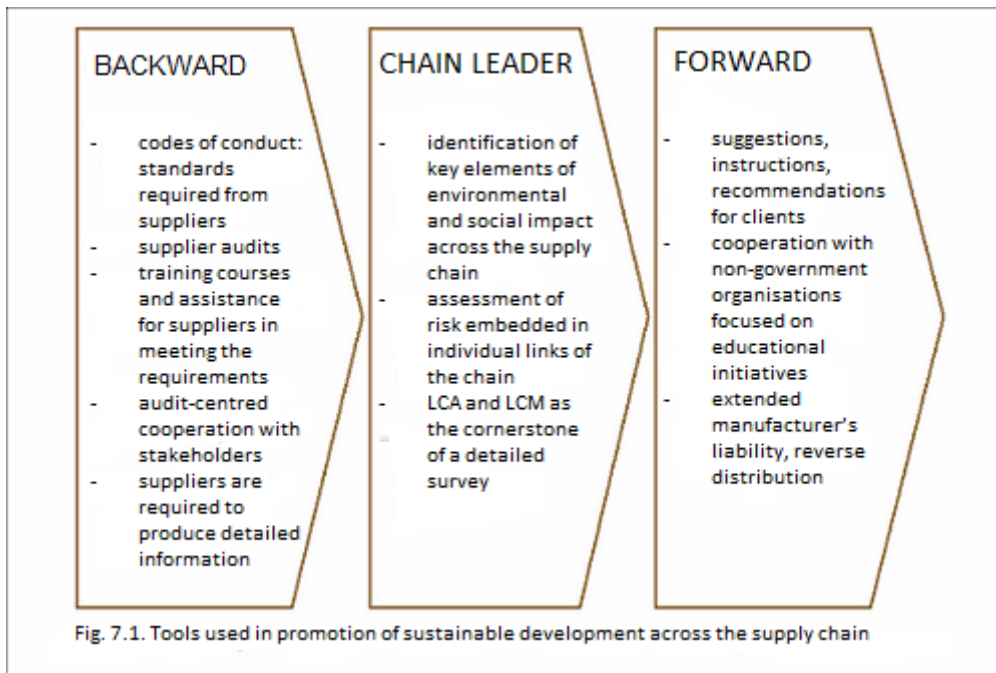 BACKWARD
- codes of conduct:
standards
required from
suppliers
- supplier audits
- training courses
and assistance
for suppliers in
meeting the
requirements
- audit-centred
cooperation with
stakeholders
- suppliers are
required to
produce detailed
information
CHAIN LEADER
- identification of
key elements of
environmental
and social impact
across the supply
chain
- assessment of
risk embedded in
individual links of
the chain
- LCA and LCM as
the cornerstone
of a detailed
survey
FORWARD
- suggestions,
instructions,
recommendations
for clients
- cooperation with
non-government
organisations
focused on
educational
initiatives
- extended
manufacturer's
liability, reverse
distribution
Fig. 7.1. Tools used in promotion of sustainable development across the supply chain